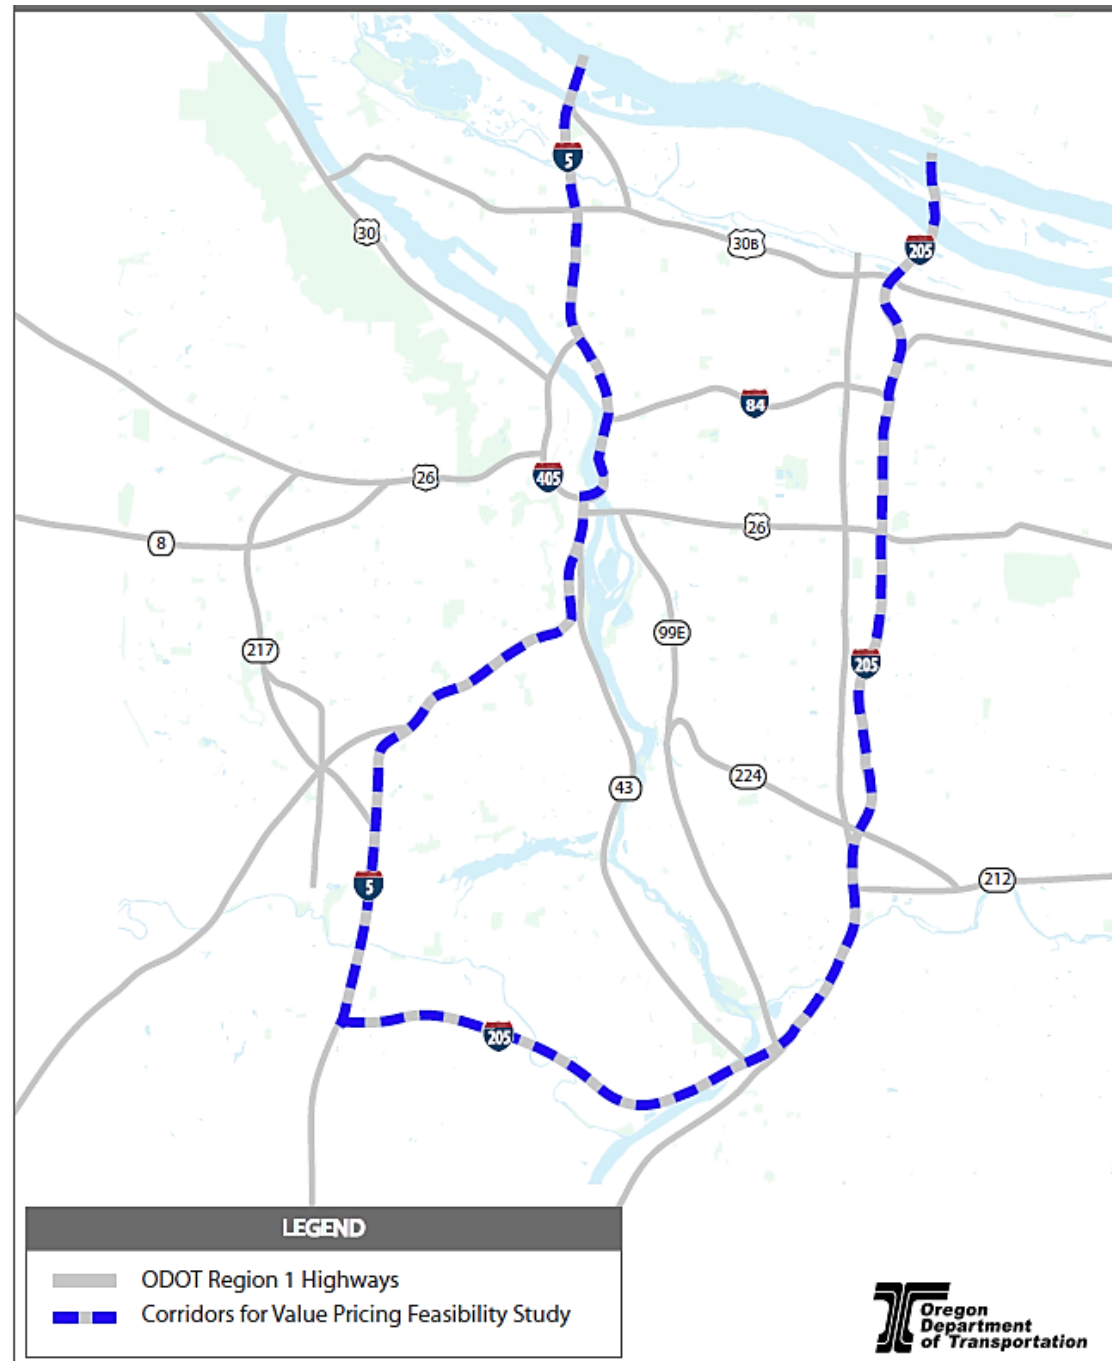 5
30
30B
205
84
26
405
8
26
217
99E
205
224
43
5
212
205
LEGEND
ODOT Region 1 Highways
Corridors for Value Pricing Feasibility Study
Oregon
Department
of Transportation